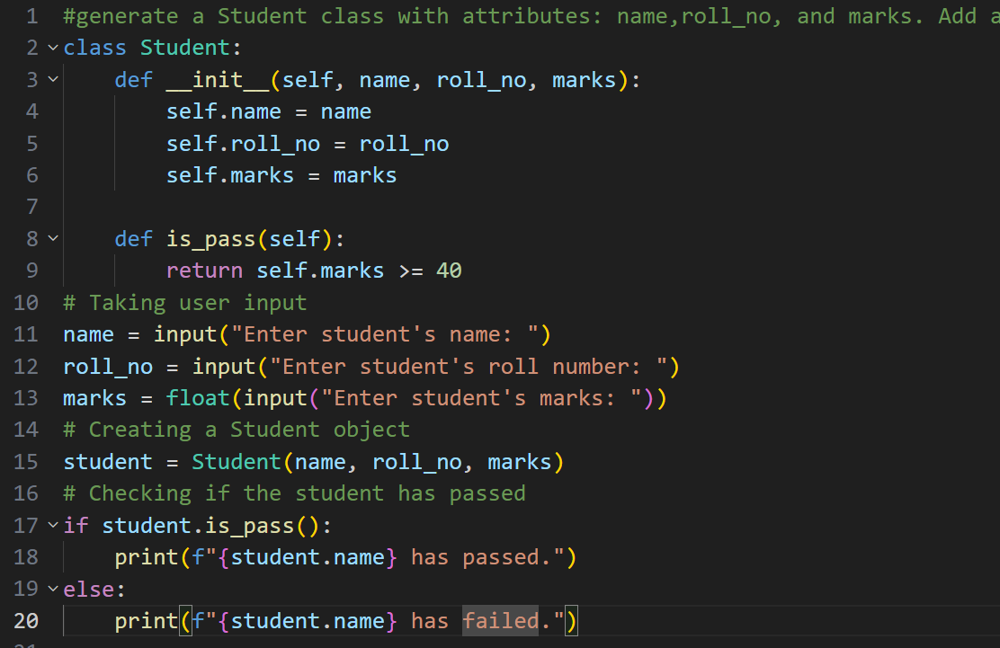 1 #generate a Student class with attributes: name,roll_no, and marks. Add
2 class Student:
3     def __init__(self, name, roll_no, marks):
4         self.name = name
5         self.roll_no = roll_no
6         self.marks = marks
7
8     def is_pass(self):
9         return self.marks >= 40
10 # Taking user input
11 name = input("Enter student's name: ")
12 roll_no = input("Enter student's roll number: ")
13 marks = float(input("Enter student's marks: "))
14 # Creating a Student object
15 student = Student(name, roll_no, marks)
16 # Checking if the student has passed
17 if student.is_pass():
18     print(f"{student.name} has passed.")
19 else:
20     print(f"{student.name} has failed.")